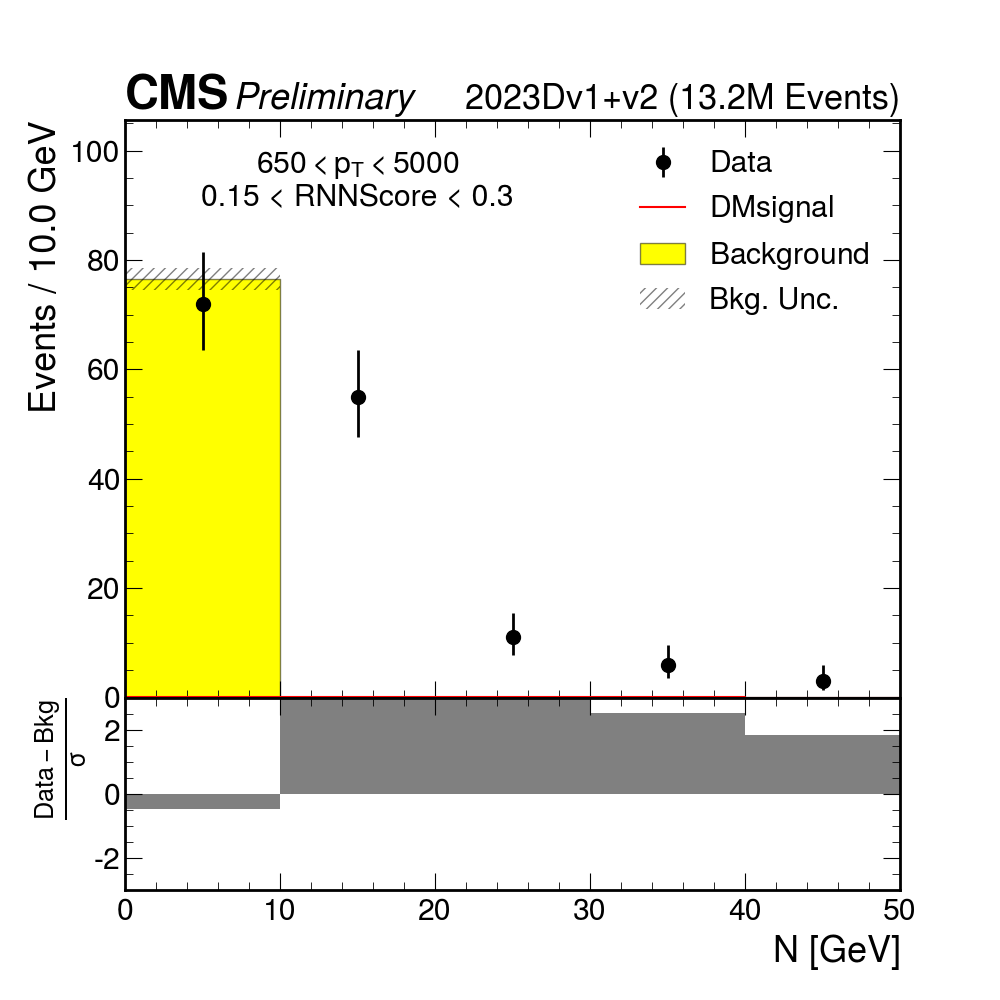 CMS Preliminary 2023Dv1+v2 (13.2M Events)
Events / 10.0 GeV
650 < pT < 5000
0.15 < RNNScore < 0.3
Data
DMsignal
Background
Bkg. Unc.
100
80
60
40
20
0
Data – Bkg
σ
2
0
-2
0 10 20 30 40 50
N [GeV]